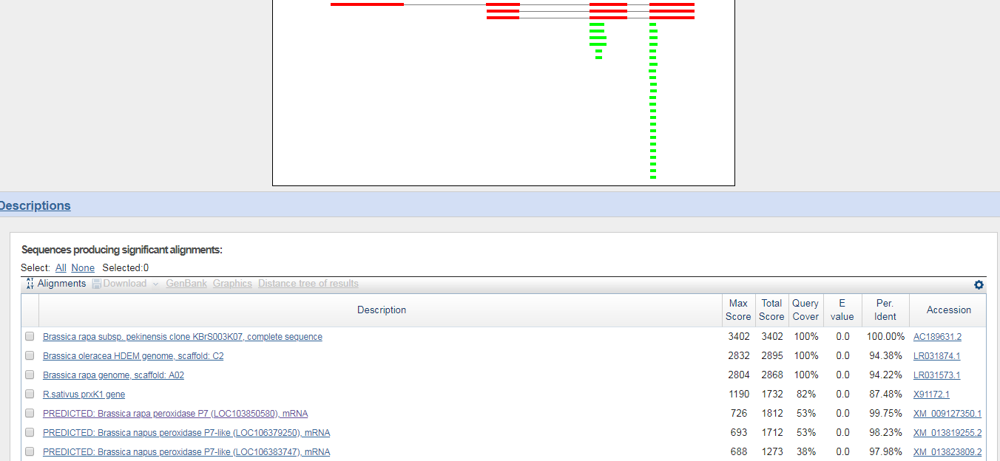 Descriptions
Sequences producing significant alignments:
Select: All None Selected:0
AT AT Alignments Download GenBank Graphics Distance tree of results
Description Max Score Total Score Query Cover E value Per. Ident Accession
Brassica rapa subsp. pekinensis clone KBrS003K07, complete sequence 3402 3402 100% 0.0 100.00% AC189631.2
Brassica oleracea HDEM genome, scaffold: C2 2832 2895 100% 0.0 94.38% LR031874.1
Brassica rapa genome, scaffold: A02 2804 2868 100% 0.0 94.22% LR031573.1
R.sativus prxK1 gene 1190 1732 82% 0.0 87.48% X91172.1
PREDICTED: Brassica rapa peroxidase P7 (LOC103850580), mRNA 726 1812 53% 0.0 99.75% XM_009127350.1
PREDICTED: Brassica napus peroxidase P7-like (LOC106379250), mRNA 693 1712 53% 0.0 98.23% XM_013819255.2
PREDICTED: Brassica napus peroxidase P7-like (LOC106383747), mRNA 688 1273 38% 0.0 97.98% XM_013823809.2